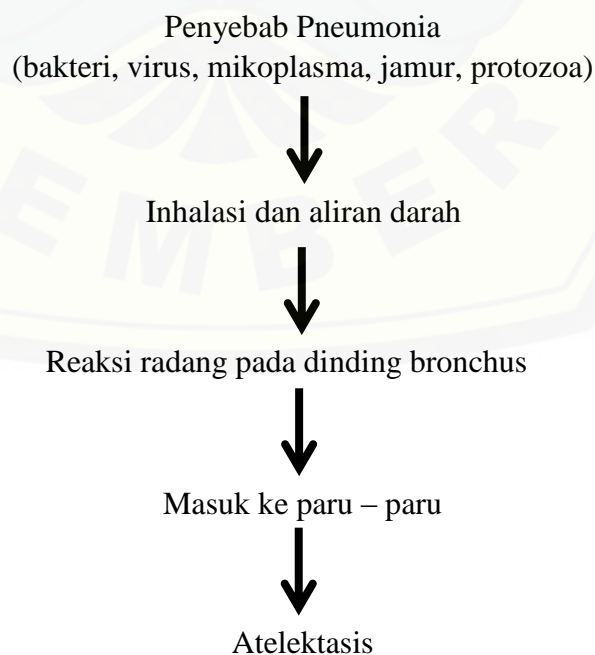 Penyebab Pneumonia
(bakteri, virus, mikoplasma, jamur, protozoa)
Inhalasi dan aliran darah
Reaksi radang pada dinding bronchus
Masuk ke paru – paru
Atelektasis